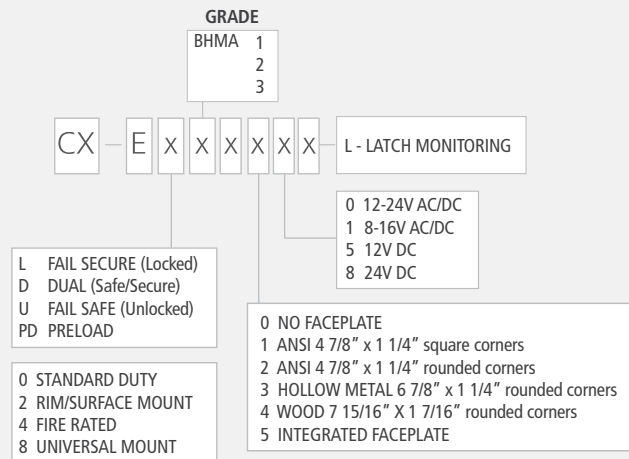 GRADE
BHMA 1
2
3
CX – E X X X X X X – L - LATCH MONITORING
0 12-24V AC/DC
1 8-16V AC/DC
5 12V DC
8 24V DC
L FAIL SECURE (Locked)
D DUAL (Safe/Secure)
U FAIL SAFE (Unlocked)
PD PRELOAD
0 STANDARD DUTY
2 RIM/SURFACE MOUNT
4 FIRE RATED
8 UNIVERSAL MOUNT
0 NO FACEPLATE
1 ANSI 4 7/8” x 1 1/4” square corners
2 ANSI 4 7/8” x 1 1/4” rounded corners
3 HOLLOW METAL 6 7/8” x 1 1/4” rounded corners
4 WOOD 7 15/16” X 1 7/16” rounded corners
5 INTEGRATED FACEPLATE